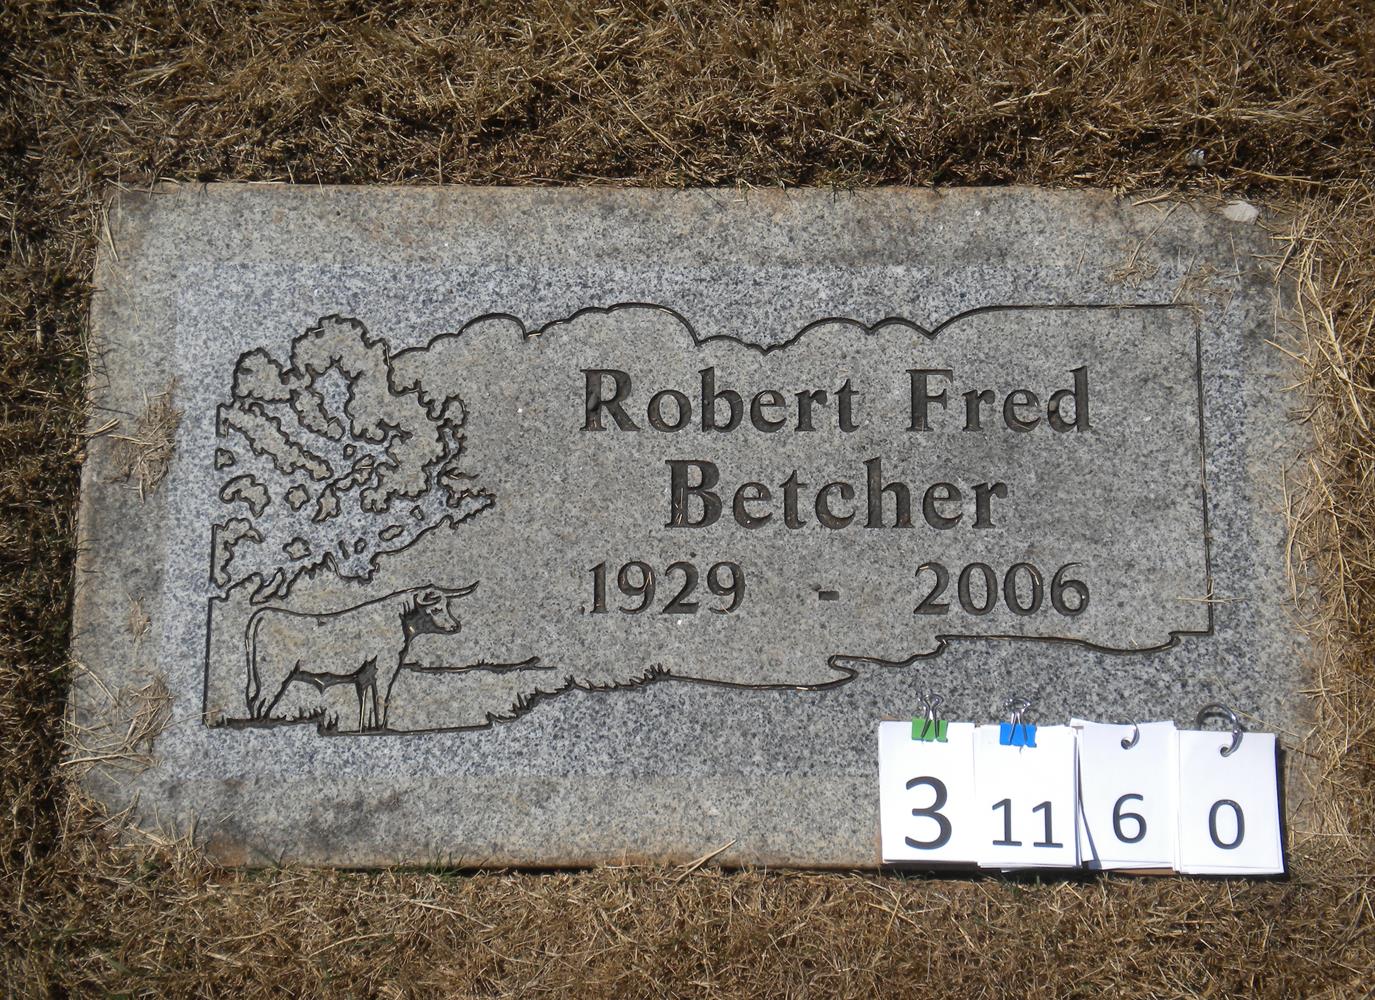 Robert Fred
Betcher
1929 - 2006
3 11 6 0